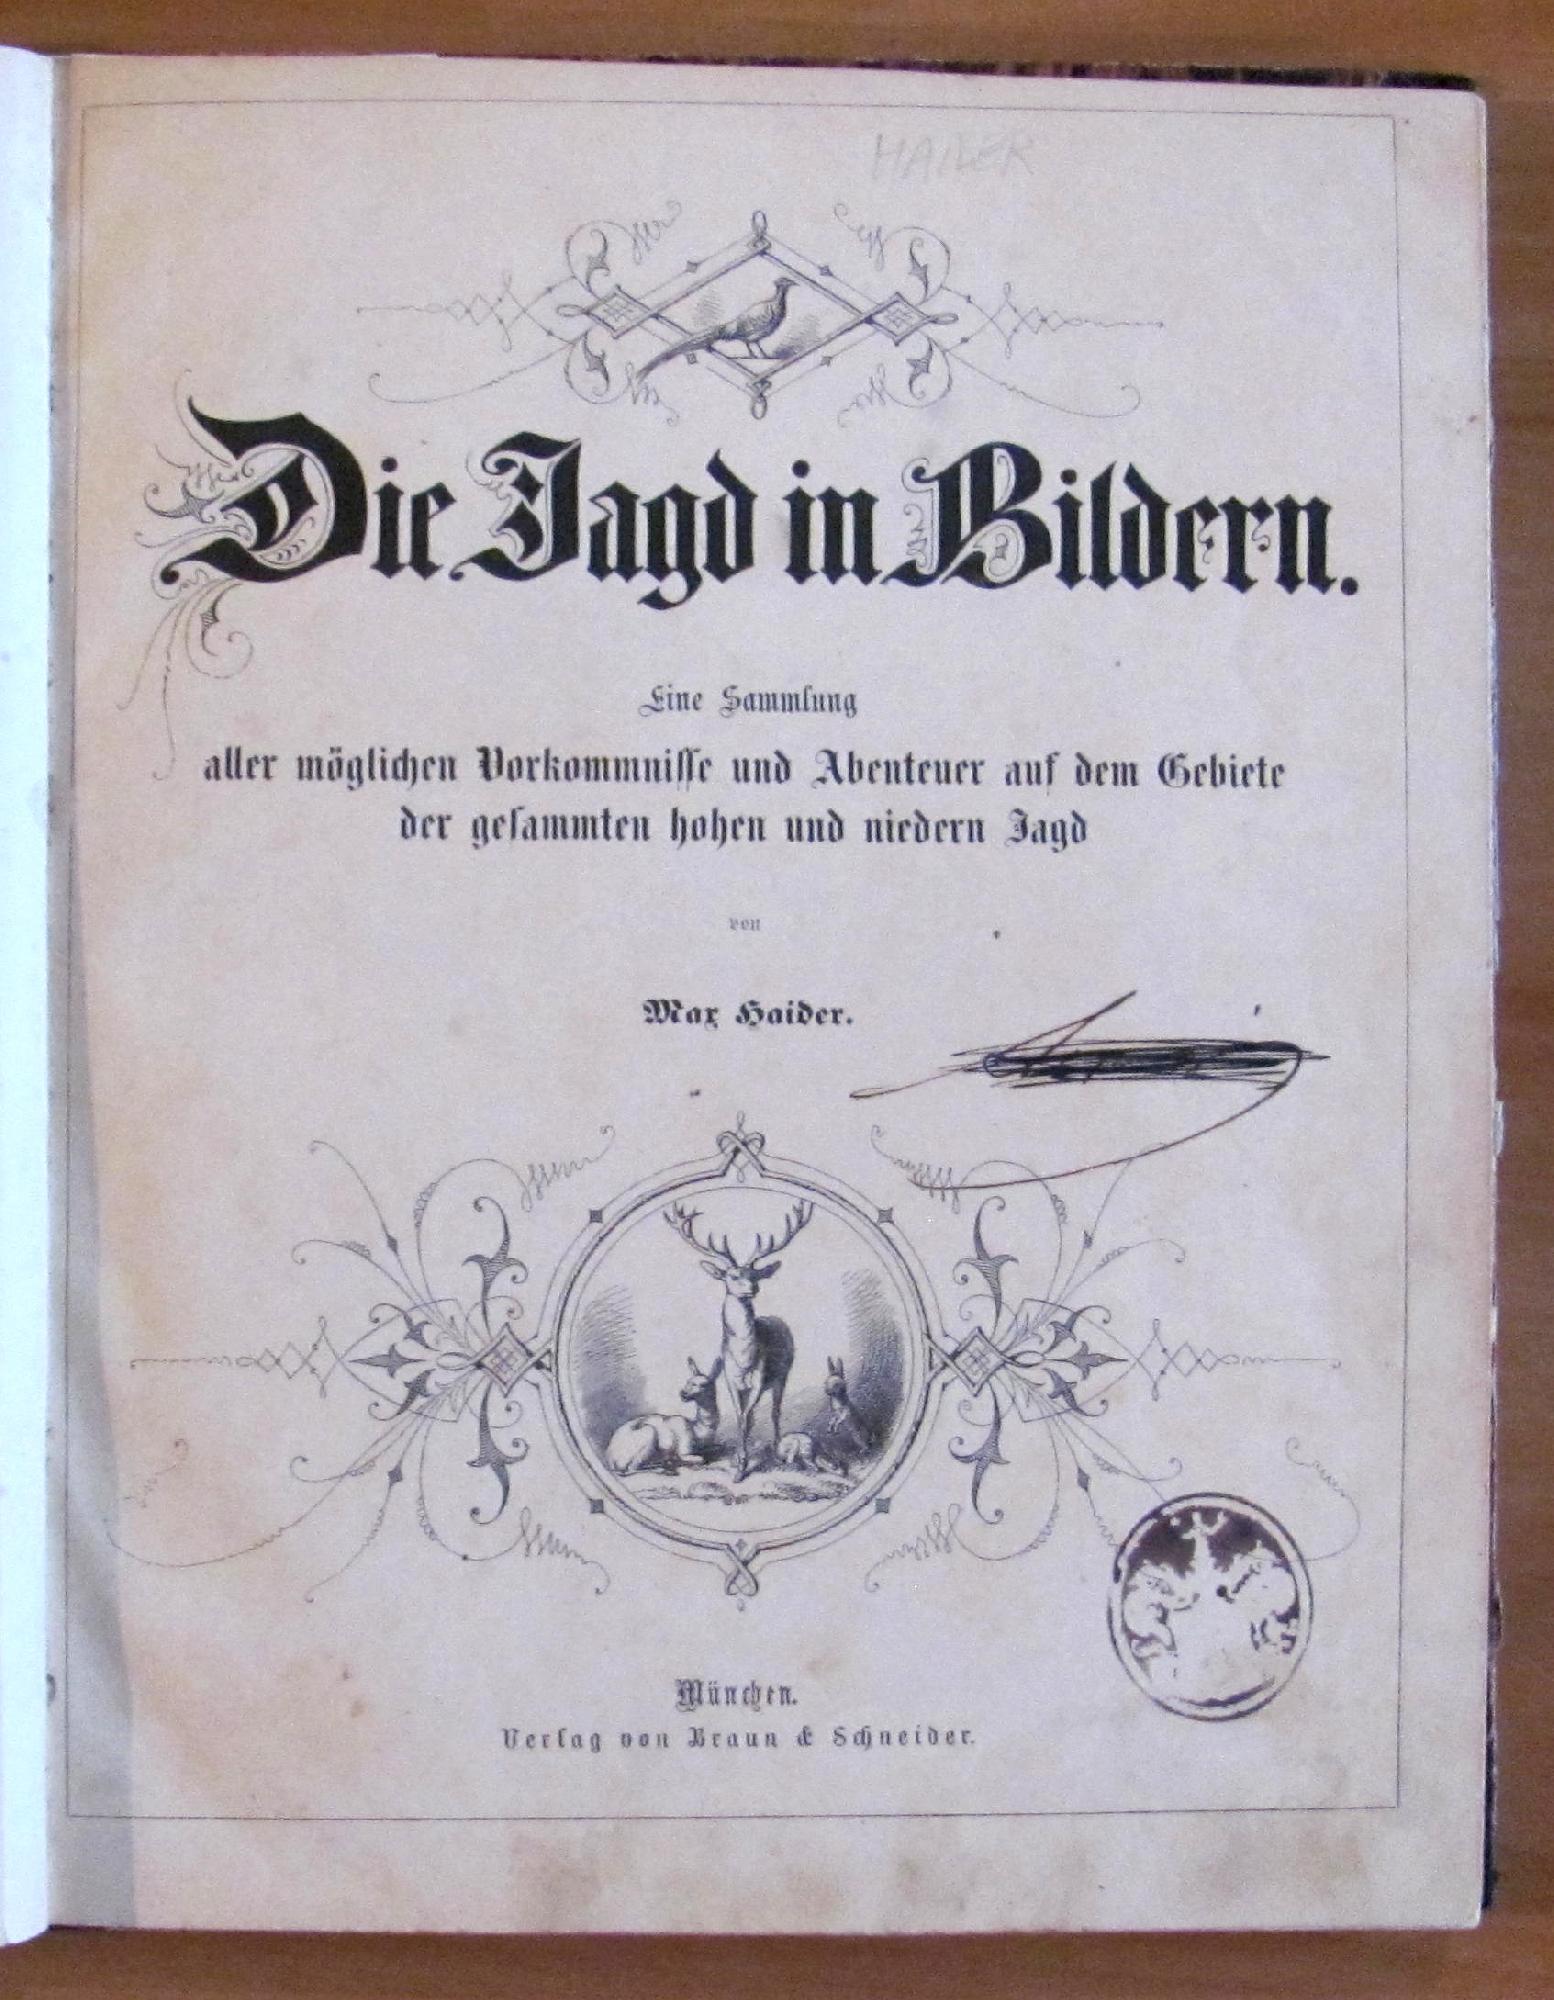 HAIDER
Die Jagd in Bildern.
Eine Sammlung
aller möglichen Vorkommnisse und Abenteuer auf dem Gebiete
der gesammten hohen und niedern Jagd
von
Max Haider.
München.
Verlag von Braun & Schneider.